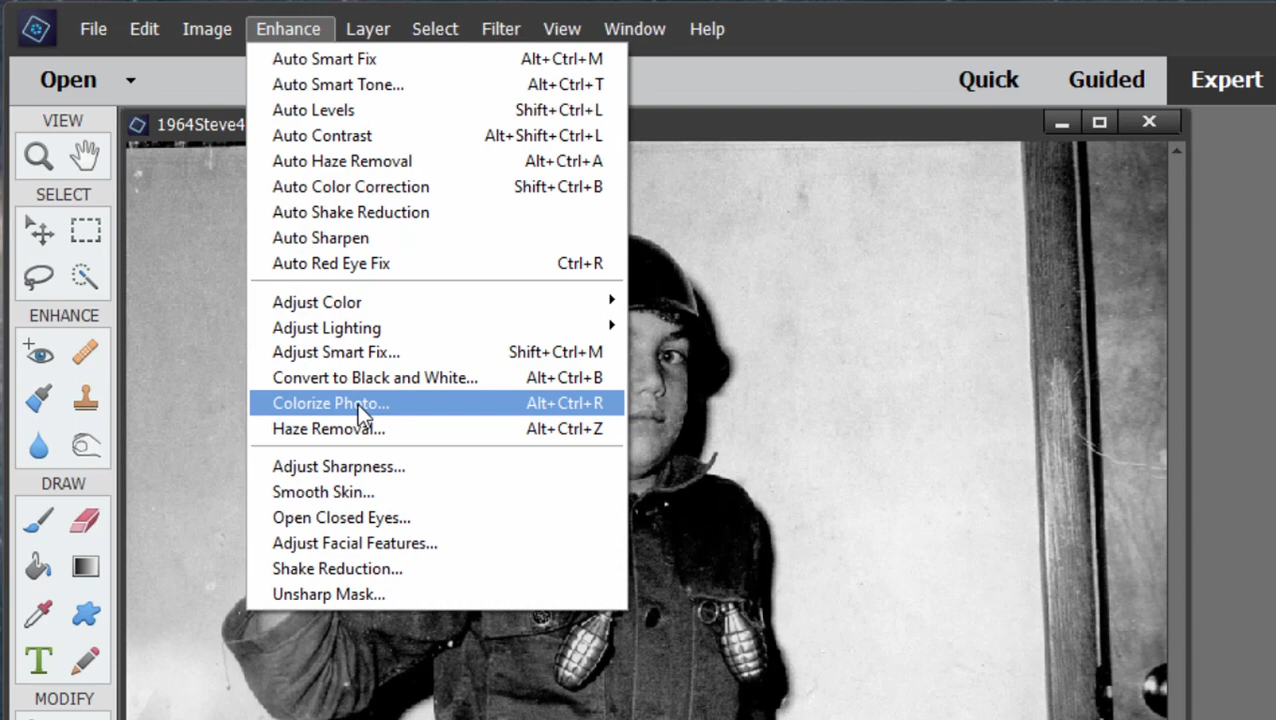 File Edit Image Enhance Layer Select Filter View Window Help
Open Quick Guided Expert
VIEW
1964Steve4
SELECT
ENHANCE
DRAW
T
MODIFY
Auto Smart Fix Alt+Ctrl+M
Auto Smart Tone... Alt+Ctrl+T
Auto Levels Shift+Ctrl+L
Auto Contrast Alt+Shift+Ctrl+L
Auto Haze Removal Alt+Ctrl+A
Auto Color Correction Shift+Ctrl+B
Auto Shake Reduction
Auto Sharpen
Auto Red Eye Fix Ctrl+R
Adjust Color
Adjust Lighting
Adjust Smart Fix... Shift+Ctrl+M
Convert to Black and White... Alt+Ctrl+B
Colorize Photo... Alt+Ctrl+R
Haze Removal... Alt+Ctrl+Z
Adjust Sharpness...
Smooth Skin...
Open Closed Eyes...
Adjust Facial Features...
Shake Reduction...
Unsharp Mask...